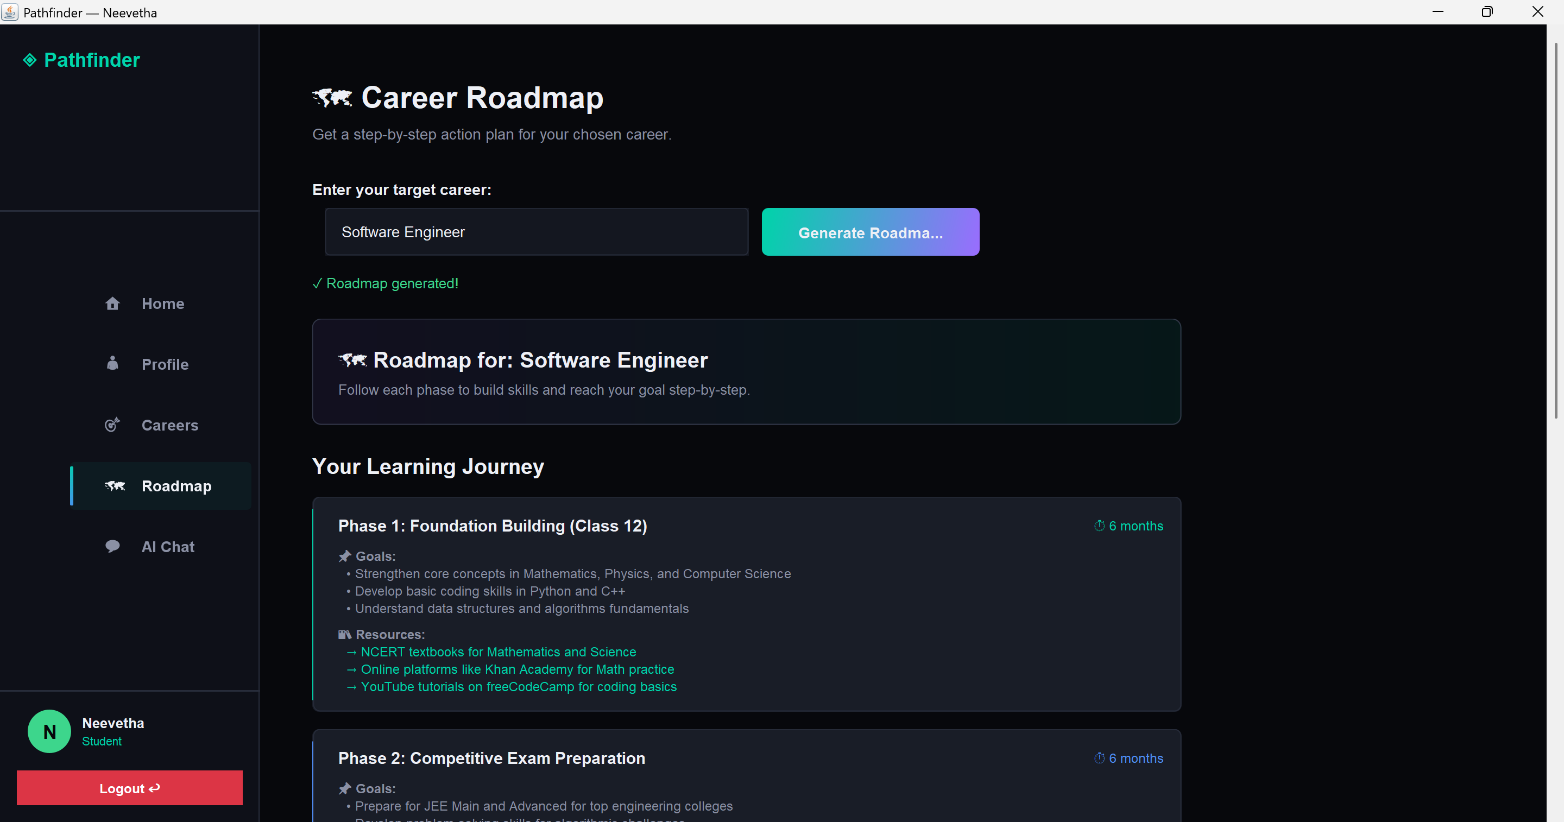 Pathfinder — Neevetha
Pathfinder
Home
Profile
Careers
Roadmap
AI Chat
N
Neevetha
Student
Logout
Career Roadmap
Get a step-by-step action plan for your chosen career.
Enter your target career:
Software Engineer
Generate Roadma...
✓ Roadmap generated!
Roadmap for: Software Engineer
Follow each phase to build skills and reach your goal step-by-step.
Your Learning Journey
Phase 1: Foundation Building (Class 12)
6 months
Goals:
• Strengthen core concepts in Mathematics, Physics, and Computer Science
• Develop basic coding skills in Python and C++
• Understand data structures and algorithms fundamentals
Resources:
→ NCERT textbooks for Mathematics and Science
→ Online platforms like Khan Academy for Math practice
→ YouTube tutorials on freeCodeCamp for coding basics
Phase 2: Competitive Exam Preparation
6 months
Goals:
• Prepare for JEE Main and Advanced for top engineering colleges